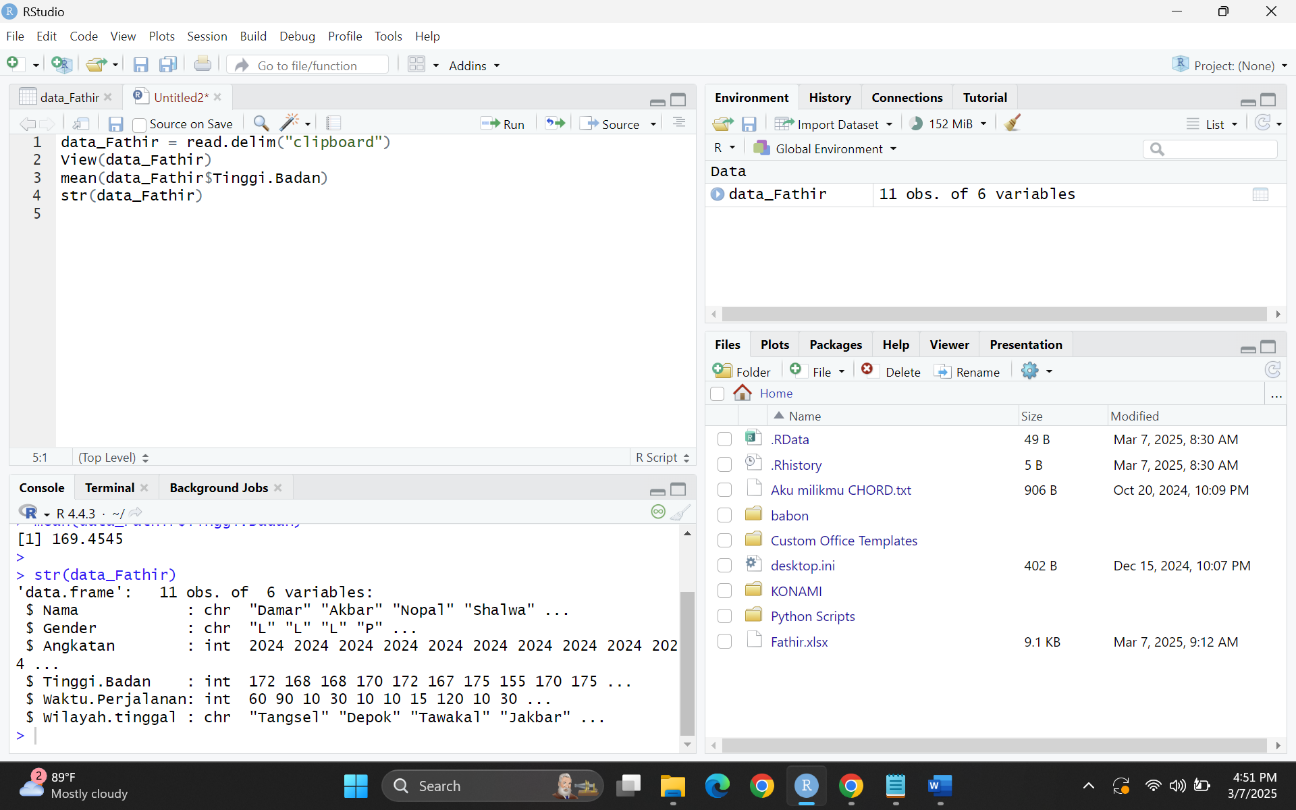 RStudio
File Edit Code View Plots Session Build Debug Profile Tools Help
Go to file/function Addins Project: (None)
data_Fathir Untitled2*
Source on Save Run Source
1 data_Fathir = read.delim("clipboard")
2 View(data_Fathir)
3 mean(data_Fathir$Tinggi.Badan)
4 str(data_Fathir)
5
5:1 (Top Level) R Script
Console Terminal Background Jobs
R 4.4.3 · ~/
> mean(data_Fathir$Tinggi.Badan)
[1] 169.4545
>
> str(data_Fathir)
'data.frame': 11 obs. of 6 variables:
$ Nama : chr "Damar" "Akbar" "Nopal" "Shalwa" ...
$ Gender : chr "L" "L" "L" "P" ...
$ Angkatan : int 2024 2024 2024 2024 2024 2024 2024 2024 2024 202
4 ...
$ Tinggi.Badan : int 172 168 168 170 172 167 175 155 170 175 ...
$ Waktu.Perjalanan: int 60 90 10 30 10 10 15 120 10 30 ...
$ Wilayah.tinggal : chr "Tangsel" "Depok" "Tawakal" "Jakbar" ...
>
Environment History Connections Tutorial
Import Dataset 152 MiB List
R Global Environment
Data
data_Fathir 11 obs. of 6 variables
Files Plots Packages Help Viewer Presentation
Folder File Delete Rename
Home ...
Name Size Modified
.RData 49 B Mar 7, 2025, 8:30 AM
.Rhistory 5 B Mar 7, 2025, 8:30 AM
Aku milikmu CHORD.txt 906 B Oct 20, 2024, 10:09 PM
babon
Custom Office Templates
desktop.ini 402 B Dec 15, 2024, 10:07 PM
KONAMI
Python Scripts
Fathir.xlsx 9.1 KB Mar 7, 2025, 9:12 AM
2 89°F
Mostly cloudy
Search
4:51 PM
3/7/2025